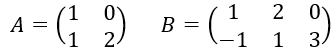 A = (1 0; 1 2)   B = (1 2 0; -1 1 3)